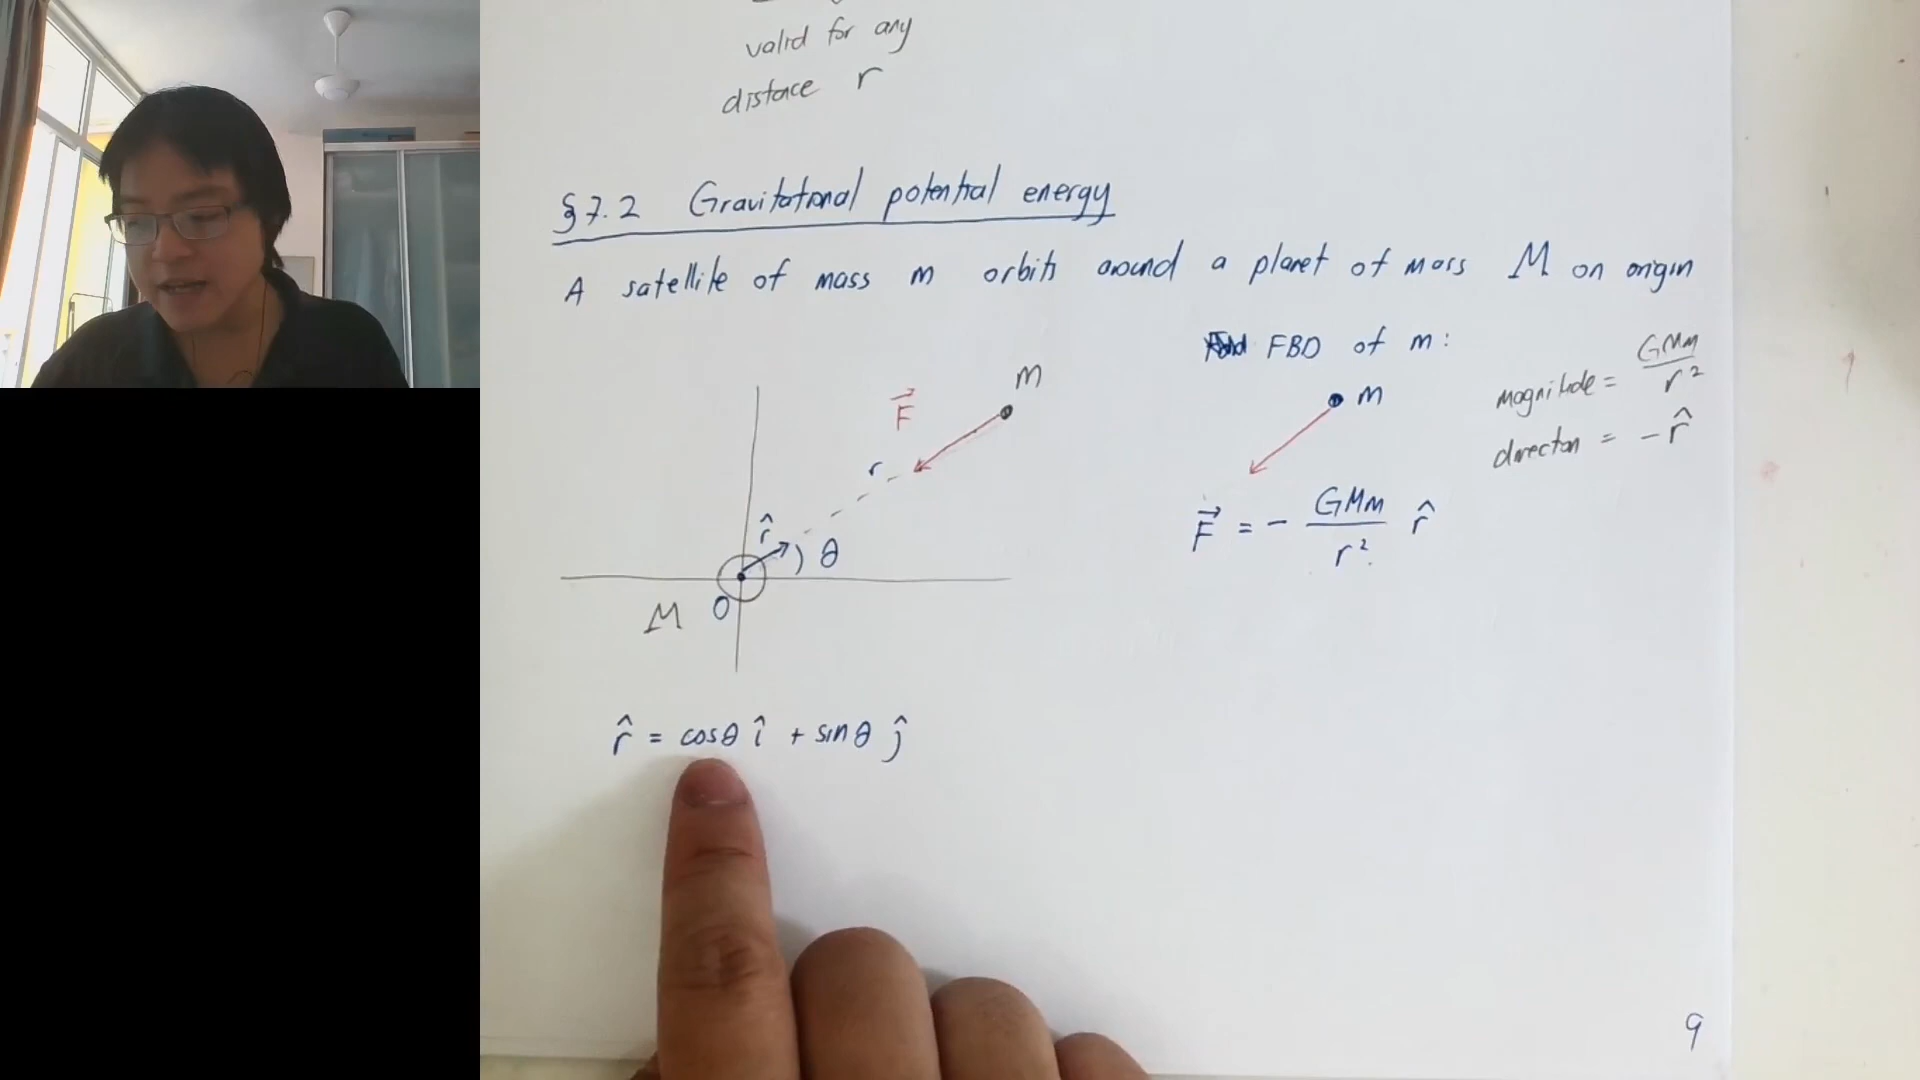 valid for any
distace r
§7.2 Gravitational potential energy
A satellite of mass m orbits around a planet of mass M on origin
FBD of m:
magnitude = GMm / r²
direction = - r̂
m
F⃗
m
r
r̂
θ
M
O
F⃗ = - GMm / r² r̂
r̂ = cosθ î + sinθ ĵ
9